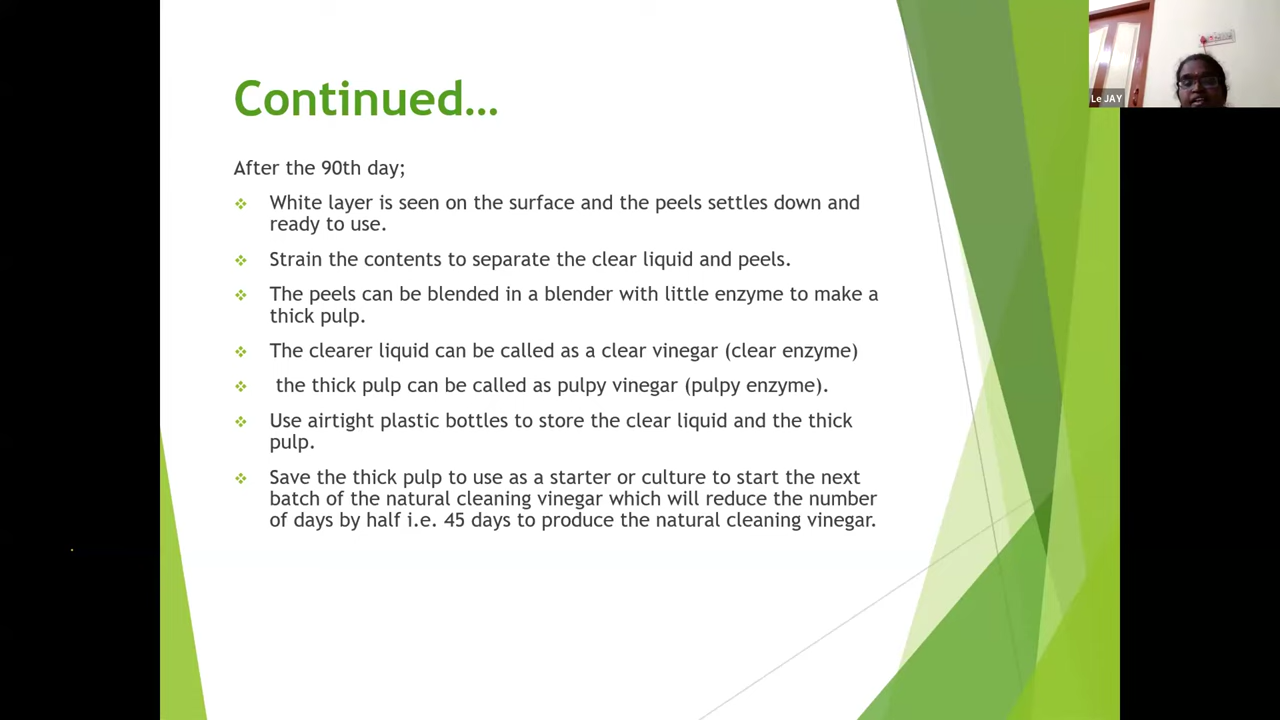 Continued...
Le JAY
After the 90th day;
White layer is seen on the surface and the peels settles down and
ready to use.
Strain the contents to separate the clear liquid and peels.
The peels can be blended in a blender with little enzyme to make a
thick pulp.
The clearer liquid can be called as a clear vinegar (clear enzyme)
the thick pulp can be called as pulpy vinegar (pulpy enzyme).
Use airtight plastic bottles to store the clear liquid and the thick
pulp.
Save the thick pulp to use as a starter or culture to start the next
batch of the natural cleaning vinegar which will reduce the number
of days by half i.e. 45 days to produce the natural cleaning vinegar.